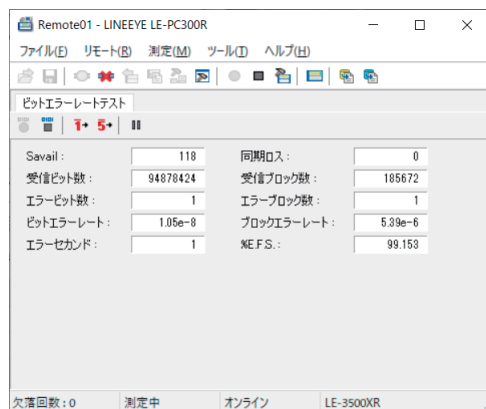 Remote01 - LINEEYE LE-PC300R
ファイル(F) リモート(R) 測定(M) ツール(T) ヘルプ(H)
ビットエラーレートテスト
1 5
Savail : 118 同期ロス : 0
受信ビット数 : 94878424 受信ブロック数 : 185672
エラービット数 : 1 エラーブロック数 : 1
ビットエラーレート : 1.05e-8 ブロックエラーレート : 5.39e-6
エラーセカンド : 1 %E.F.S. : 99.153
欠落回数 : 0 測定中 オンライン LE-3500XR